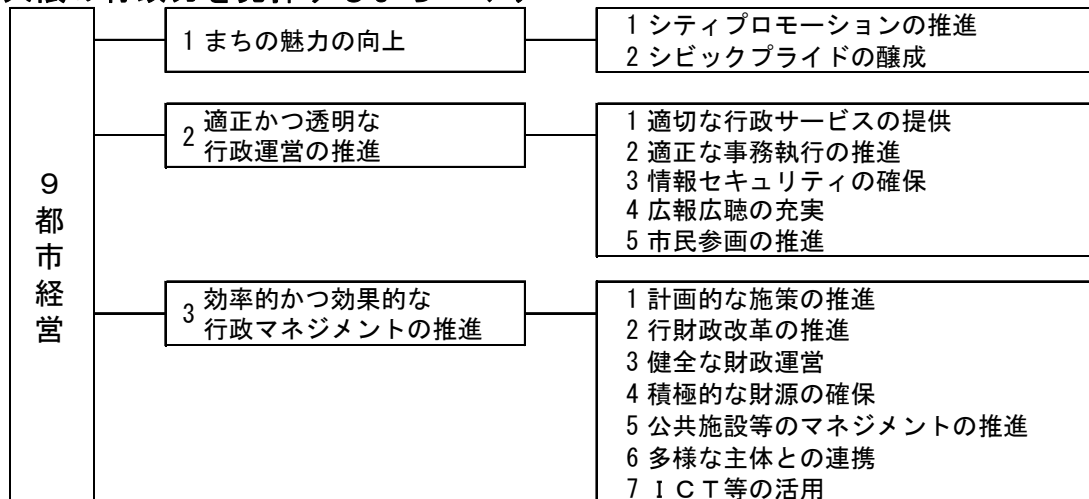 9
都
市
経
営
1 まちの魅力の向上
1 シティプロモーションの推進
2 シビックプライドの醸成
2 適正かつ透明な
行政運営の推進
1 適切な行政サービスの提供
2 適正な事務執行の推進
3 情報セキュリティの確保
4 広報広聴の充実
5 市民参画の推進
3 効率的かつ効果的な
行政マネジメントの推進
1 計画的な施策の推進
2 行財政改革の推進
3 健全な財政運営
4 積極的な財源の確保
5 公共施設等のマネジメントの推進
6 多様な主体との連携
7 ICT等の活用